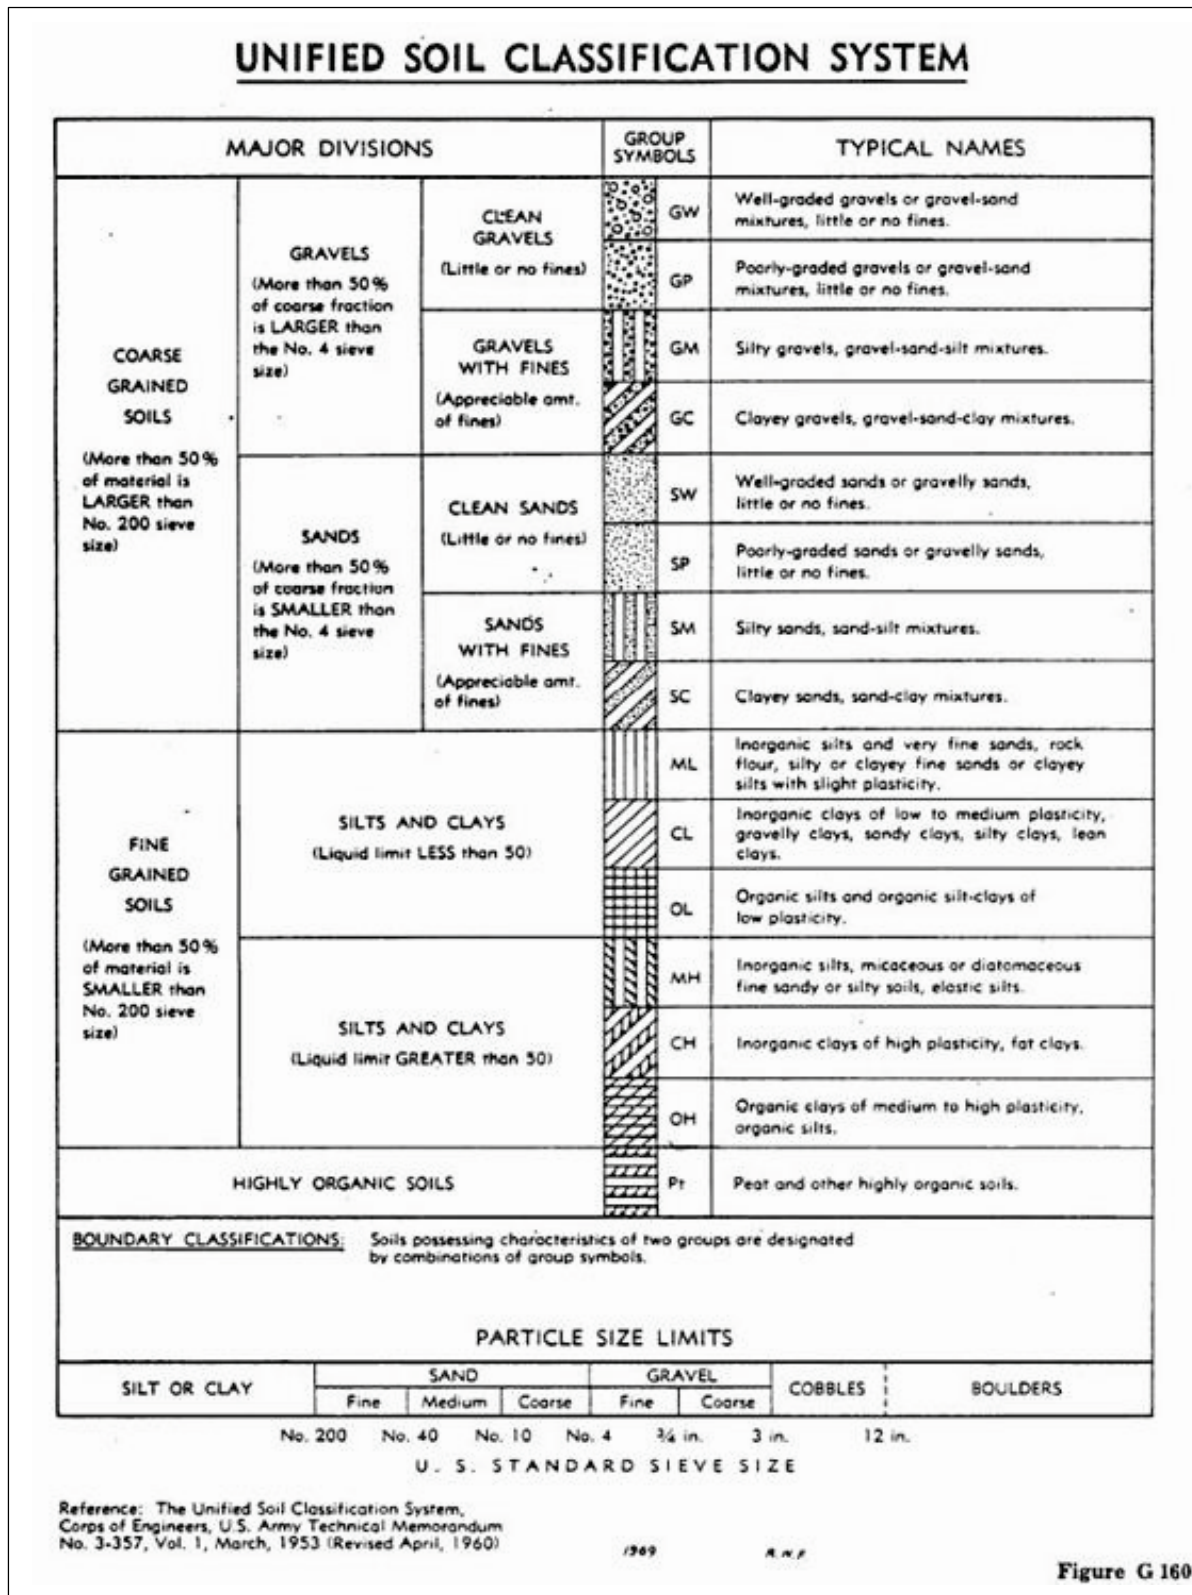 UNIFIED SOIL CLASSIFICATION SYSTEM
MAJOR DIVISIONS
GROUP
SYMBOLS
TYPICAL NAMES
COARSE
GRAINED
SOILS
(More than 50%
of material is
LARGER than
No. 200 sieve
size)
GRAVELS
(More than 50%
of coarse fraction
is LARGER than
the No. 4 sieve
size)
CLEAN
GRAVELS
(Little or no fines)
GW
Well-graded gravels or gravel-sand
mixtures, little or no fines.
GP
Poorly-graded gravels or gravel-sand
mixtures, little or no fines.
GRAVELS
WITH FINES
(Appreciable amt.
of fines)
GM
Silty gravels, gravel-sand-silt mixtures.
GC
Clayey gravels, gravel-sand-clay mixtures.
SANDS
(More than 50%
of coarse fraction
is SMALLER than
the No. 4 sieve
size)
CLEAN SANDS
(Little or no fines)
SW
Well-graded sands or gravelly sands,
little or no fines.
SP
Poorly-graded sands or gravelly sands,
little or no fines.
SANDS
WITH FINES
(Appreciable amt.
of fines)
SM
Silty sands, sand-silt mixtures.
SC
Clayey sands, sand-clay mixtures.
FINE
GRAINED
SOILS
(More than 50%
of material is
SMALLER than
No. 200 sieve
size)
SILTS AND CLAYS
(Liquid limit LESS than 50)
ML
Inorganic silts and very fine sands, rock
flour, silty or clayey fine sands or clayey
silts with slight plasticity.
CL
Inorganic clays of low to medium plasticity,
gravelly clays, sandy clays, silty clays, lean
clays.
OL
Organic silts and organic silt-clays of
low plasticity.
SILTS AND CLAYS
(Liquid limit GREATER than 50)
MH
Inorganic silts, micaceous or diatomaceous
fine sandy or silty soils, elastic silts.
CH
Inorganic clays of high plasticity, fat clays.
OH
Organic clays of medium to high plasticity,
organic silts.
HIGHLY ORGANIC SOILS
Pt
Peat and other highly organic soils.
BOUNDARY CLASSIFICATIONS: Soils possessing characteristics of two groups are designated
by combinations of group symbols.
PARTICLE SIZE LIMITS
SILT OR CLAY
SAND
GRAVEL
COBBLES
BOULDERS
Fine Medium Coarse Fine Coarse
No. 200 No. 40 No. 10 No. 4 ¾ in. 3 in. 12 in.
U. S. STANDARD SIEVE SIZE
Reference: The Unified Soil Classification System,
Corps of Engineers, U.S. Army Technical Memorandum
No. 3-357, Vol. 1, March, 1953 (Revised April, 1960)
1969
Figure G 160